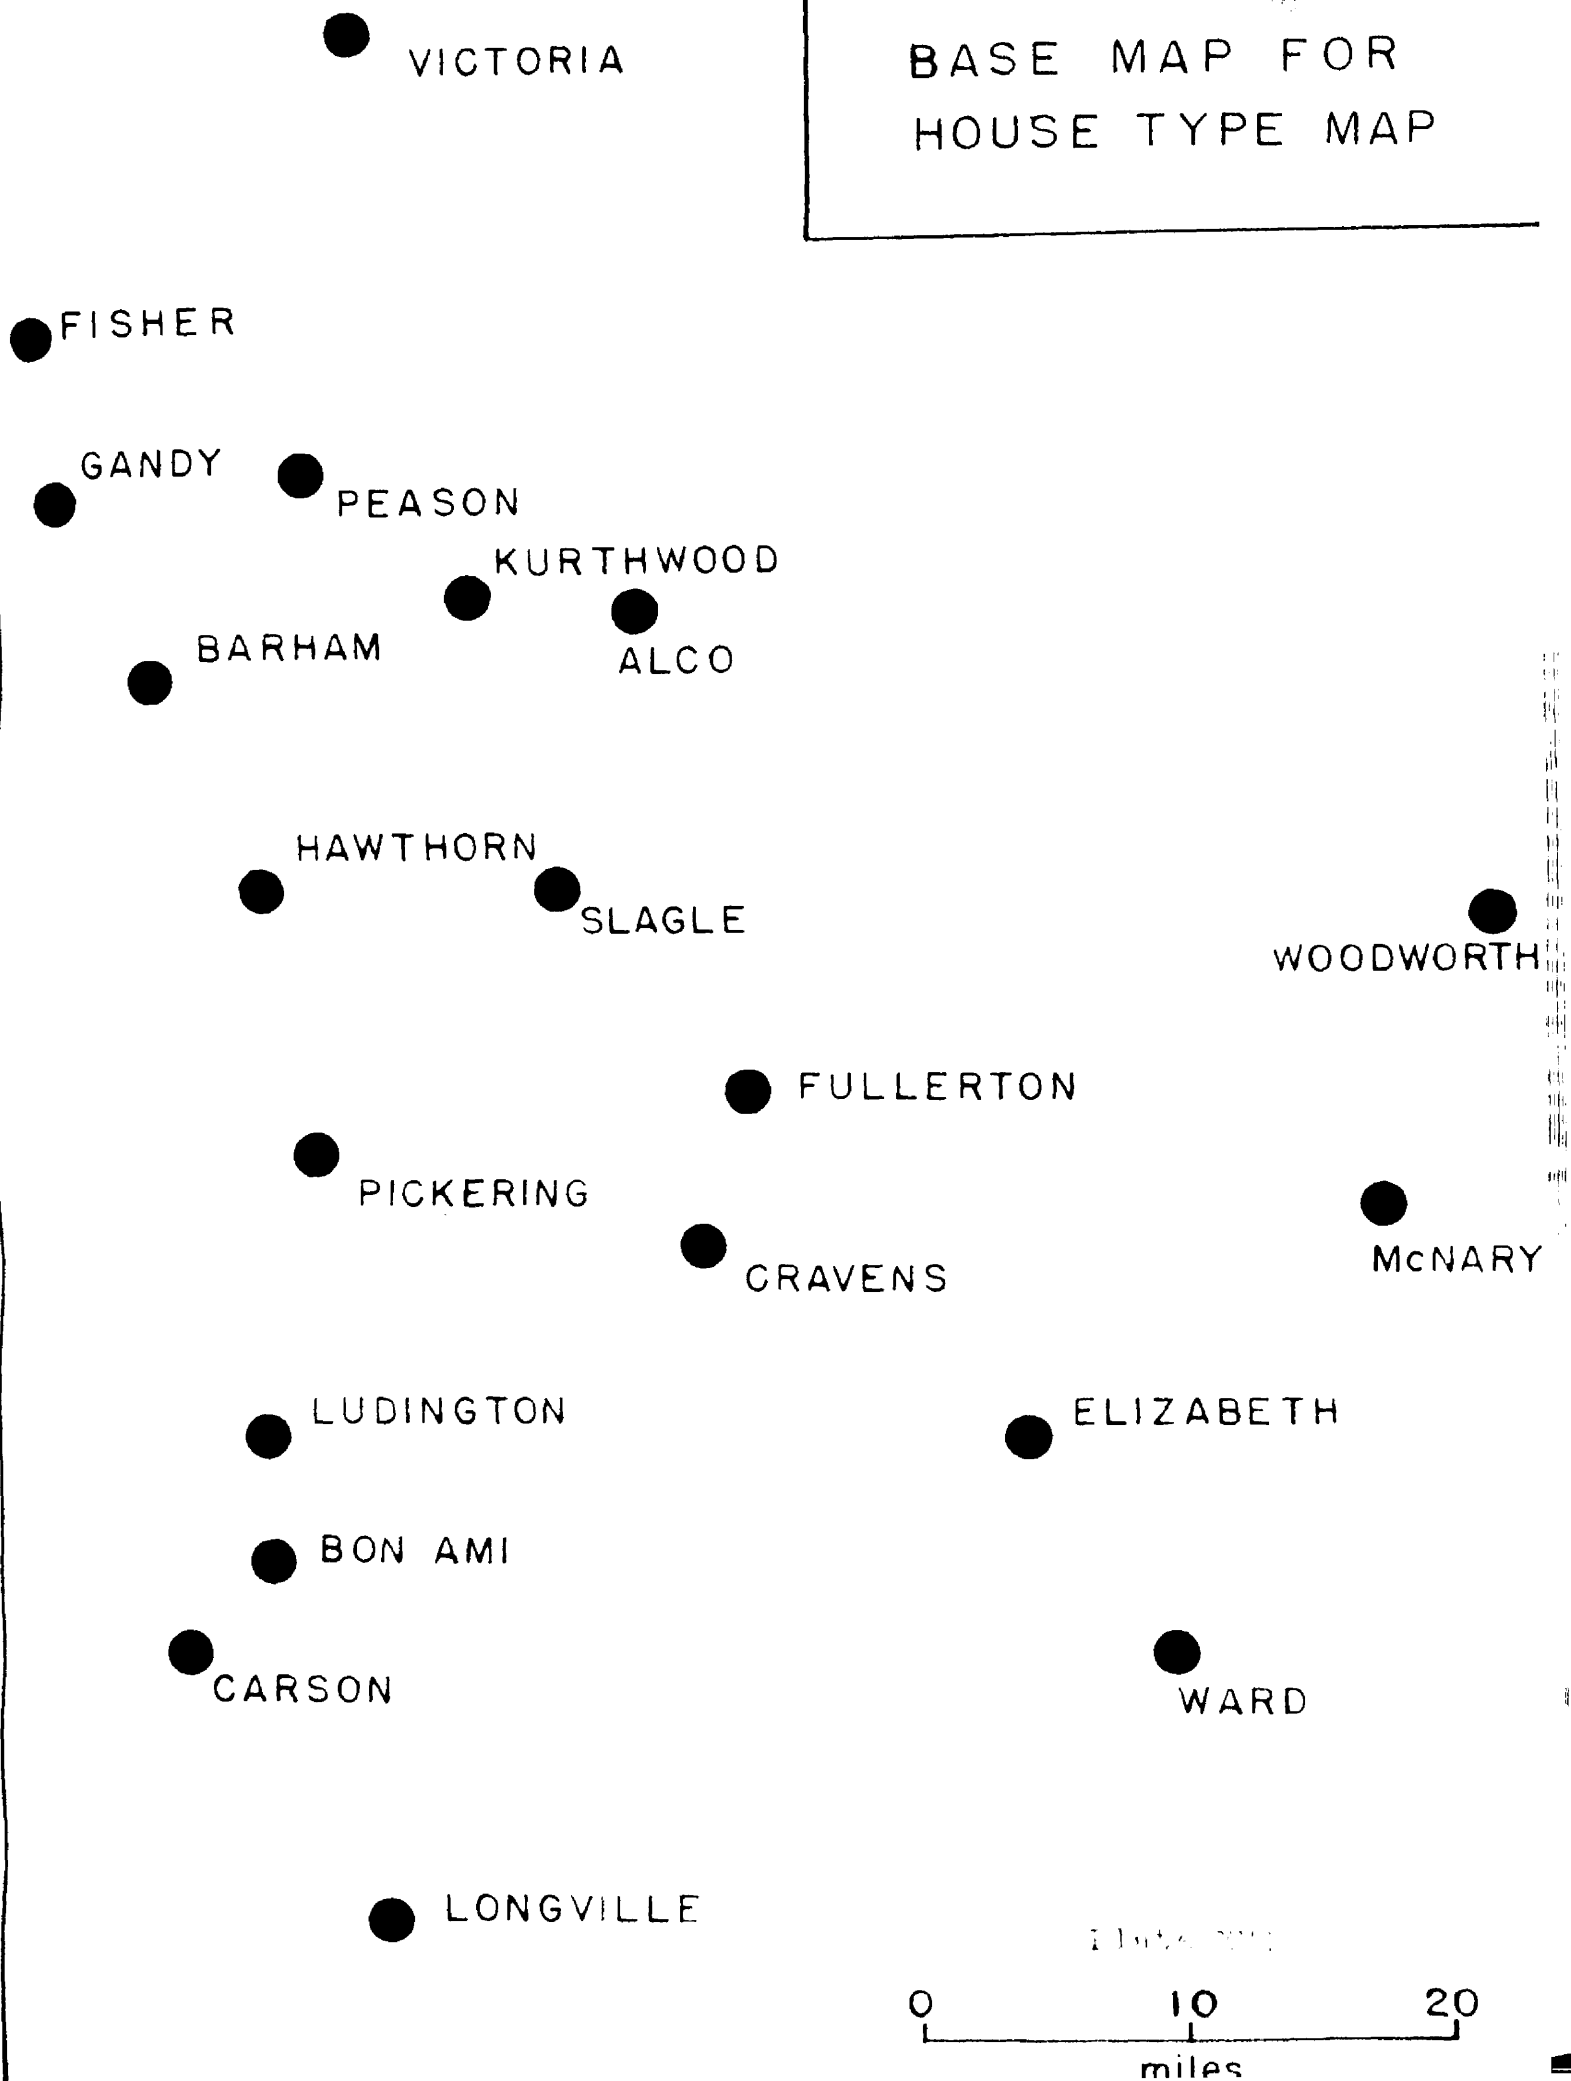 VICTORIA
BASE MAP FOR
HOUSE TYPE MAP
FISHER
GANDY
PEASON
KURTHWOOD
ALCO
BARHAM
HAWTHORN
SLAGLE
WOODWORTH
FULLERTON
PICKERING
McNARY
CRAVENS
LUDINGTON
ELIZABETH
BON AMI
CARSON
WARD
LONGVILLE
0 10 20
miles